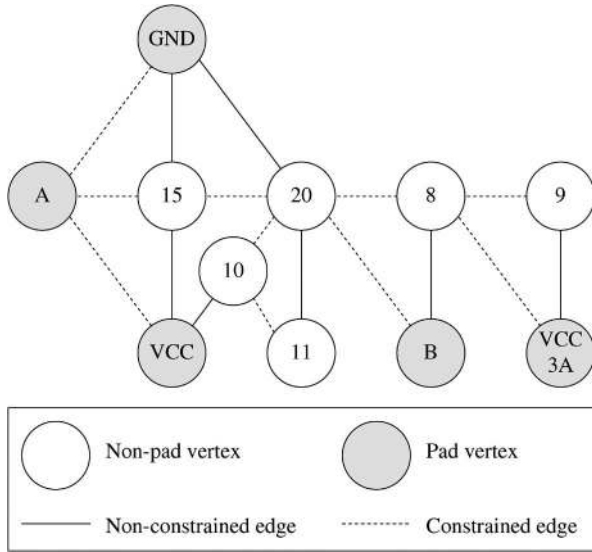 GND
A
15
20
8
9
10
VCC
11
B
VCC
3A
Non-pad vertex
Pad vertex
Non-constrained edge
Constrained edge